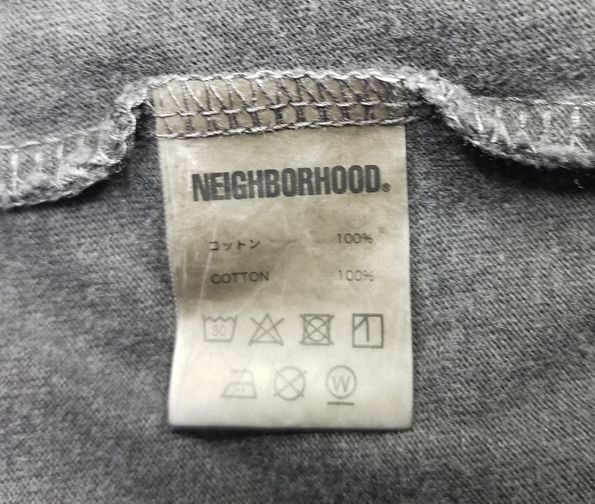 NEIGHBORHOOD®
コットン 100%
COTTON 100%
30
W